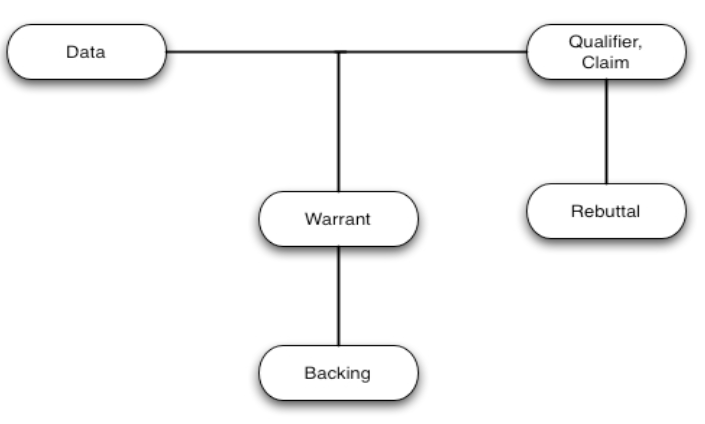 Data
Qualifier,
Claim
Warrant
Rebuttal
Backing